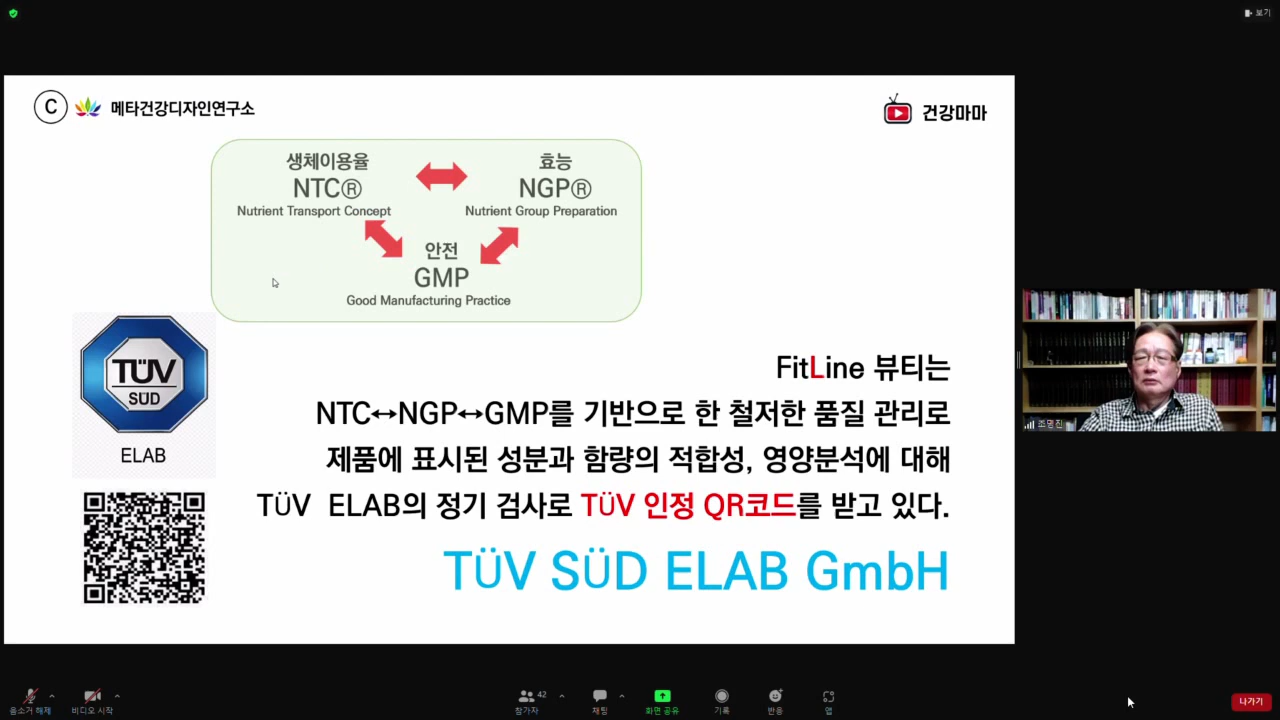 보기
C 메타건강디자인연구소
건강마마
생체이용율
NTC®
Nutrient Transport Concept
효능
NGP®
Nutrient Group Preparation
안전
GMP
Good Manufacturing Practice
TÜV
SÜD
ELAB
FitLine 뷰티는
NTC↔NGP↔GMP를 기반으로 한 철저한 품질 관리로
제품에 표시된 성분과 함량의 적합성, 영양분석에 대해
TÜV ELAB의 정기 검사로 TÜV 인정 QR코드를 받고 있다.
TÜV SÜD ELAB GmbH
조명진
음소거 해제
비디오 시작
42
참가자
채팅
화면 공유
기록
반응
앱
나가기